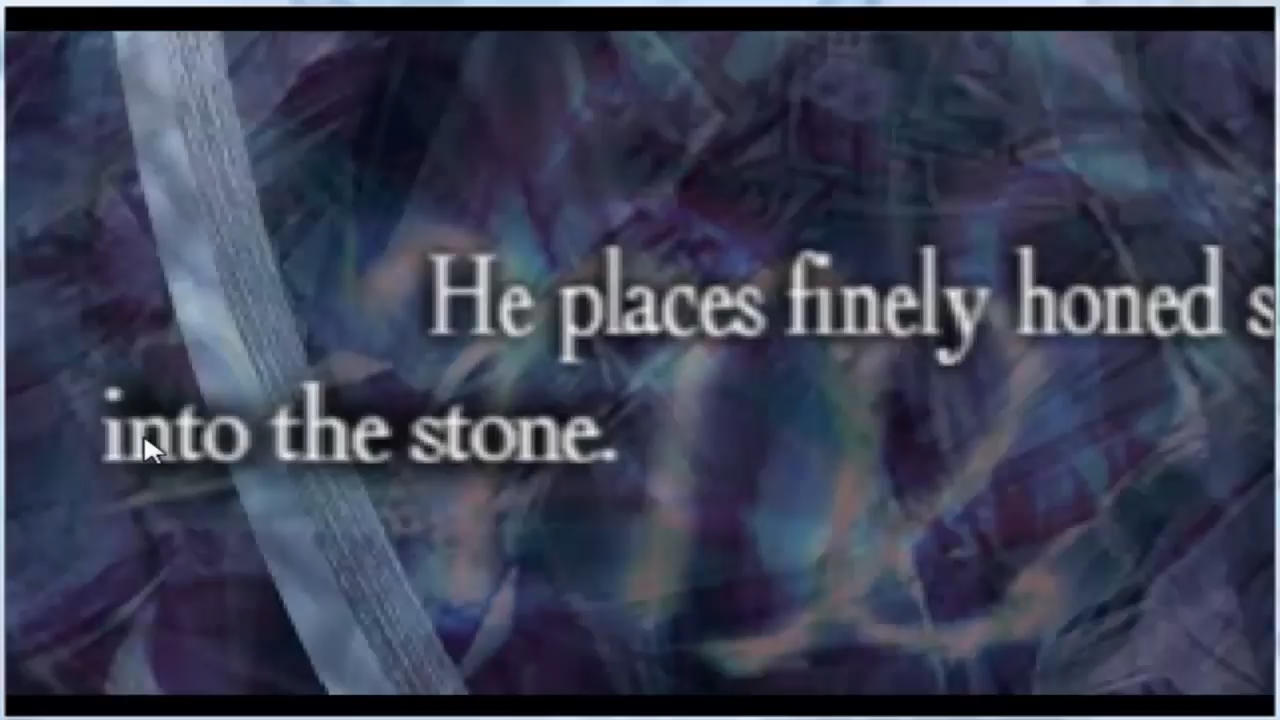 He places finely honed s
into the stone.